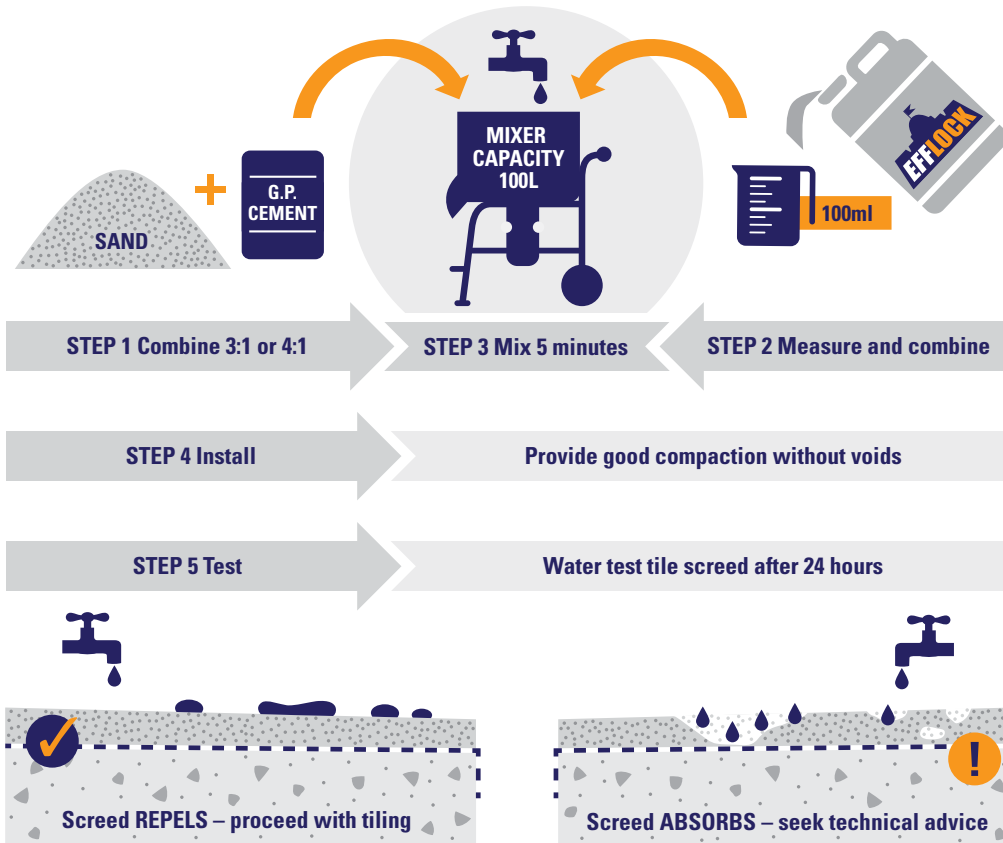 MIXER
CAPACITY
100L
G.P.
CEMENT
SAND
EFFLOCK
100ml
STEP 1 Combine 3:1 or 4:1
STEP 3 Mix 5 minutes
STEP 2 Measure and combine
STEP 4 Install
Provide good compaction without voids
STEP 5 Test
Water test tile screed after 24 hours
Screed REPELS – proceed with tiling
Screed ABSORBS – seek technical advice